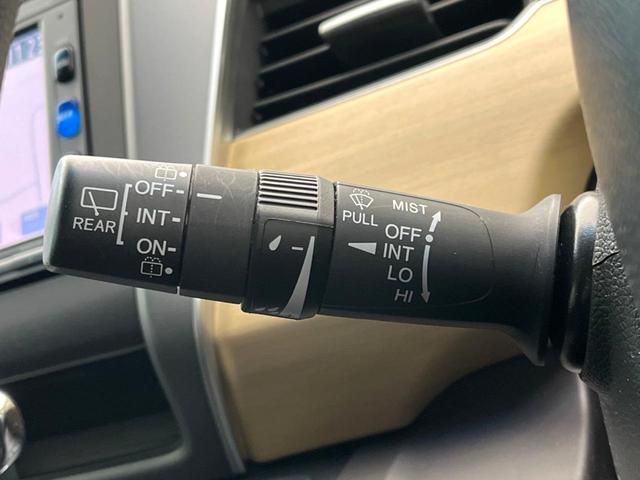 REAR
OFF
INT
ON
PULL
MIST
OFF
INT
LO
HI